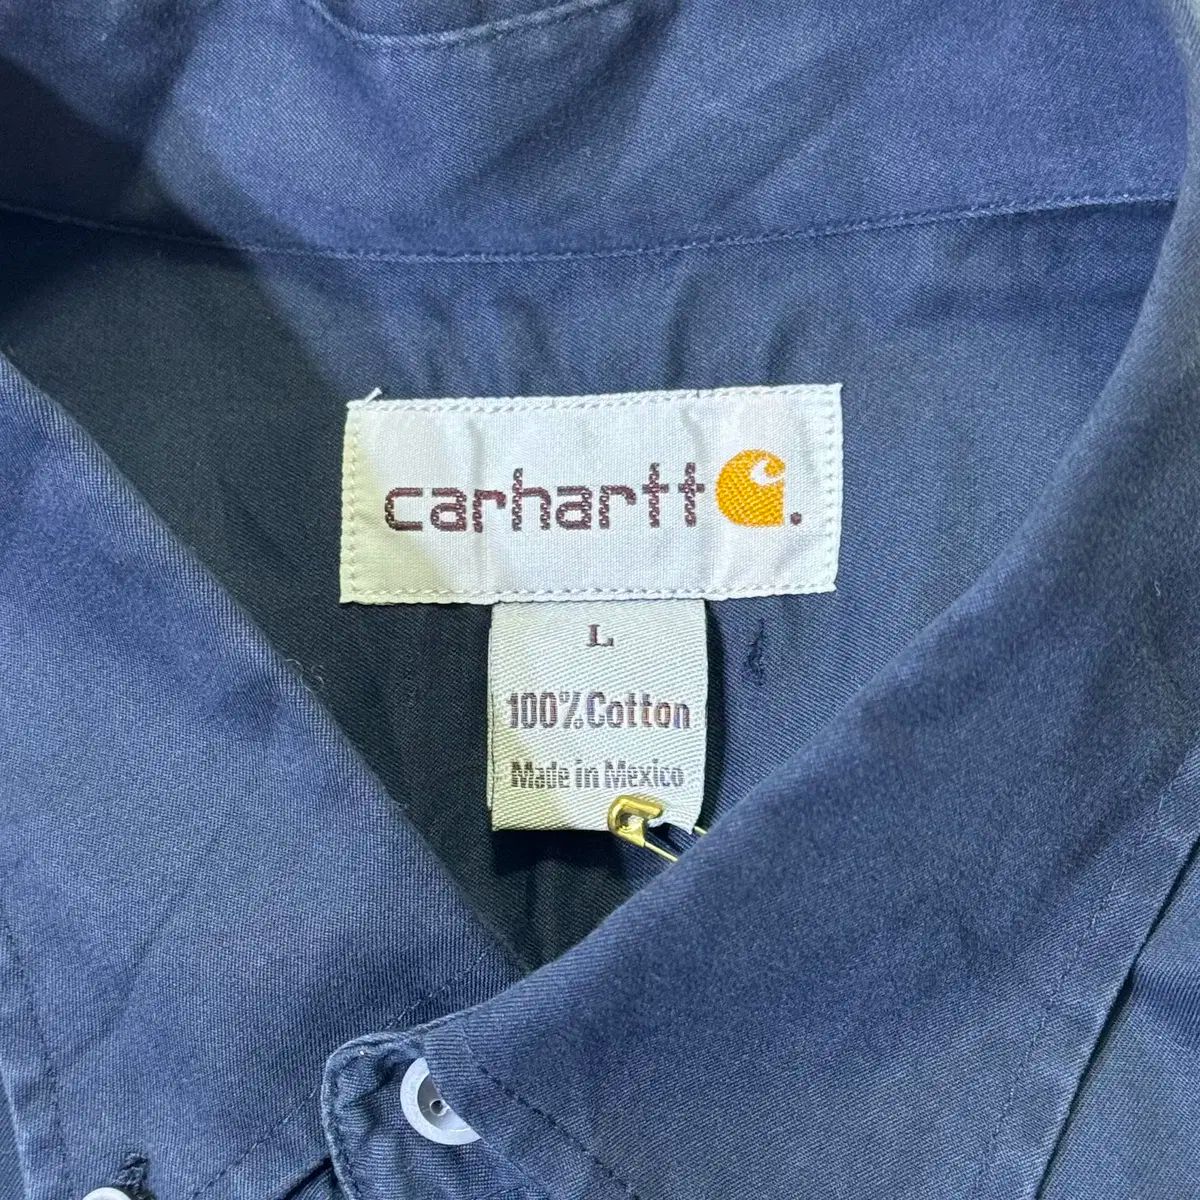 carhartt.
L
100% Cotton
Made in Mexico